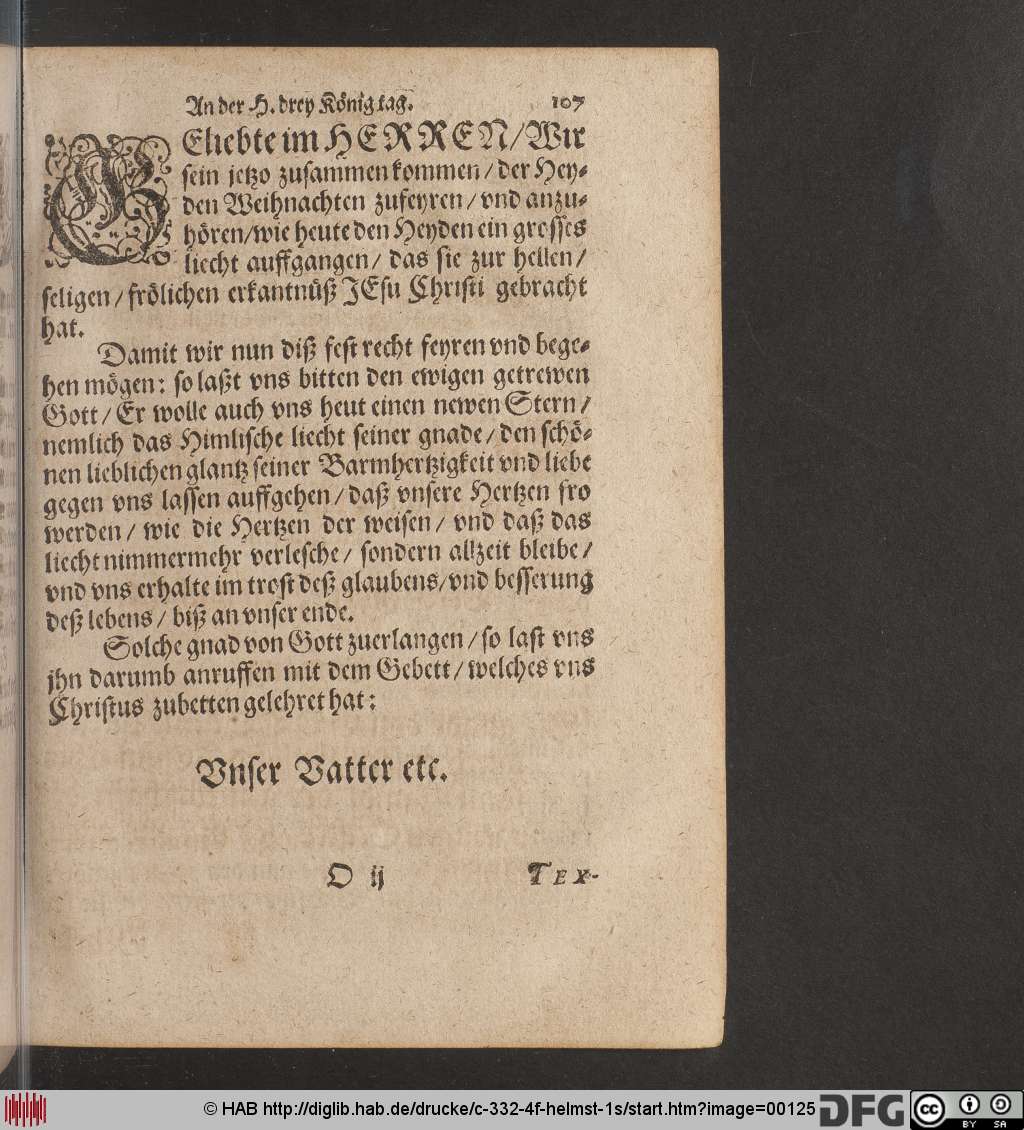 An der H. drey König tag. 107
GEliebte im HERREN/Wir
sein jetzo zusammen kommen/der Hey-
den Weihnachten zufeyren/vnd anzu-
hören/wie heute den Heyden ein grosses
liecht auffgangen/das sie zur hellen/
seligen/frölichen erkantnüß JEsu Christi gebracht
hat.
Damit wir nun diß fest recht feyren vnd bege-
hen mögen: so laßt vns bitten den ewigen getrewen
Gott/Er wolle auch vns heut einen newen Stern/
nemlich das Himlische liecht seiner gnade/den schö-
nen lieblichen glantz seiner Barmhertzigkeit vnd liebe
gegen vns lassen auffgehen/daß vnsere Hertzen fro
werden/wie die Hertzen der weisen/vnd daß das
liecht nimmermehr verlesche/sondern allzeit bleibe/
vnd vns erhalte im trost deß glaubens/vnd besserung
deß lebens/biß an vnser ende.
Solche gnad von Gott zuerlangen/so last vns
jhn darumb anruffen mit dem Gebett/welches vns
Christus zubetten gelehret hat:
Vnser Vatter etc.
O ij TEX-
© HAB http://diglib.hab.de/drucke/c-332-4f-helmst-1s/start.htm?image=00125 DFG cc BY SA